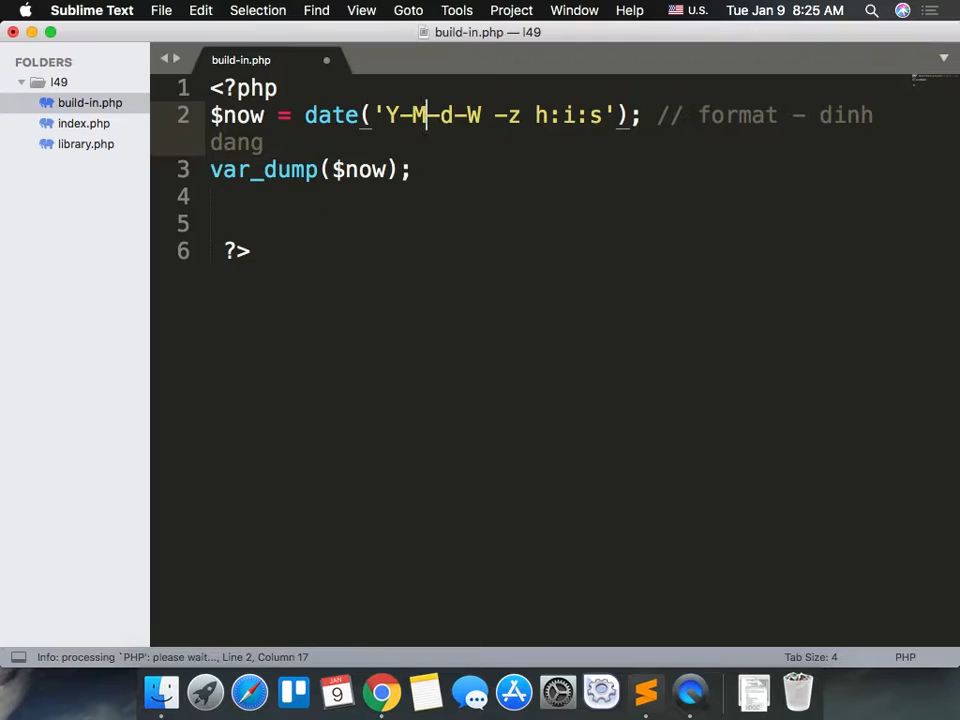 Sublime Text File Edit Selection Find View Goto Tools Project Window Help U.S. Tue Jan 9 8:25 AM
build-in.php — l49
FOLDERS
l49
build-in.php
index.php
library.php
build-in.php
1 <?php
2 $now = date('Y-M-d-W -z h:i:s'); // format - dinh
dang
3 var_dump($now);
4
5
6 ?>
Info: processing `PHP': please wait..., Line 2, Column 17 Tab Size: 4 PHP
JAN
9